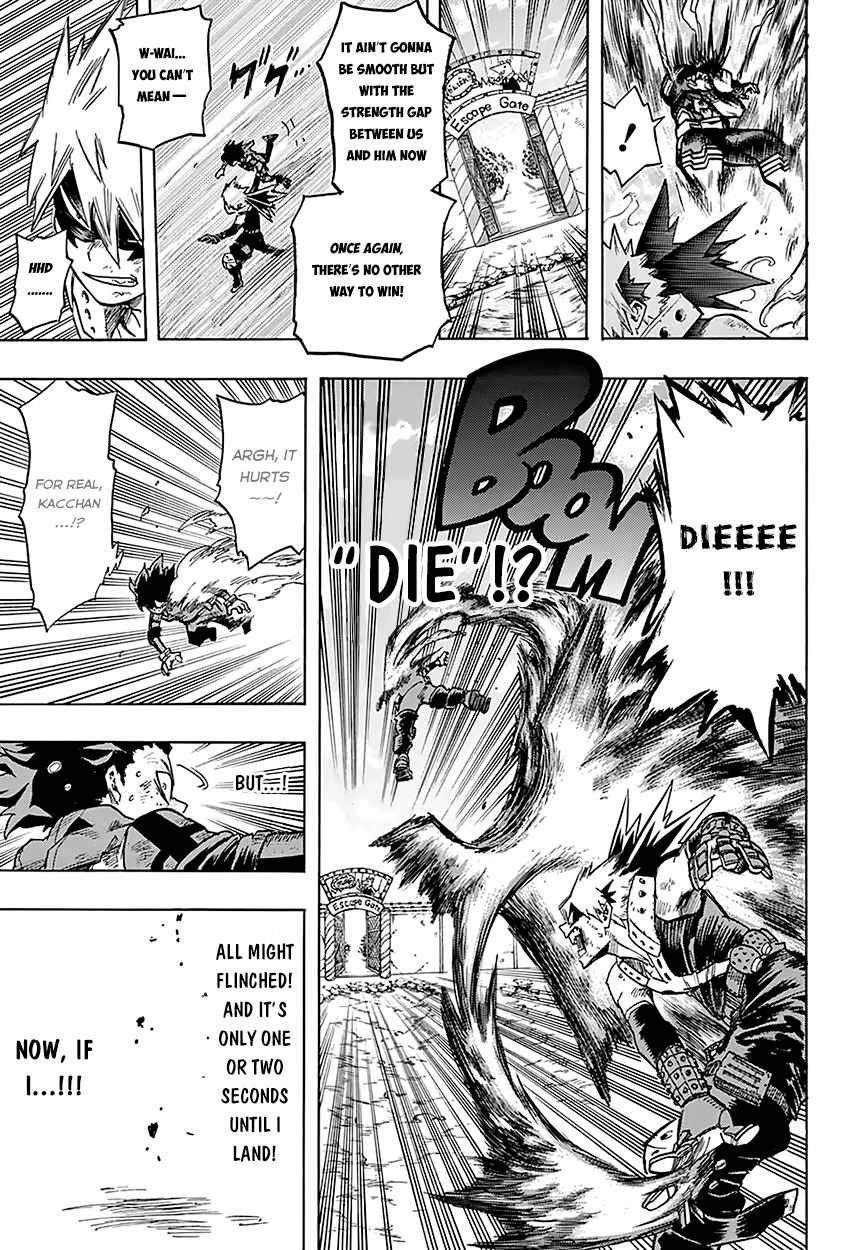 !
Escape Gate
IT AIN'T GONNA
BE SMOOTH BUT
WITH THE
STRENGTH GAP
BETWEEN US
AND HIM NOW
ONCE AGAIN,
THERE'S NO OTHER
WAY TO WIN!
ググ
W-WAI...
YOU CAN'T
MEAN—
HHD
........
DIEEEE
!!!
BOOM
"DIE"!?
Escape Gate
ARGH, IT
HURTS
~~!
FOR REAL,
KACCHAN
...!?
BUT...!
ALL MIGHT
FLINCHED!
AND IT'S
ONLY ONE
OR TWO
SECONDS
UNTIL I
LAND!
NOW, IF
I...!!!